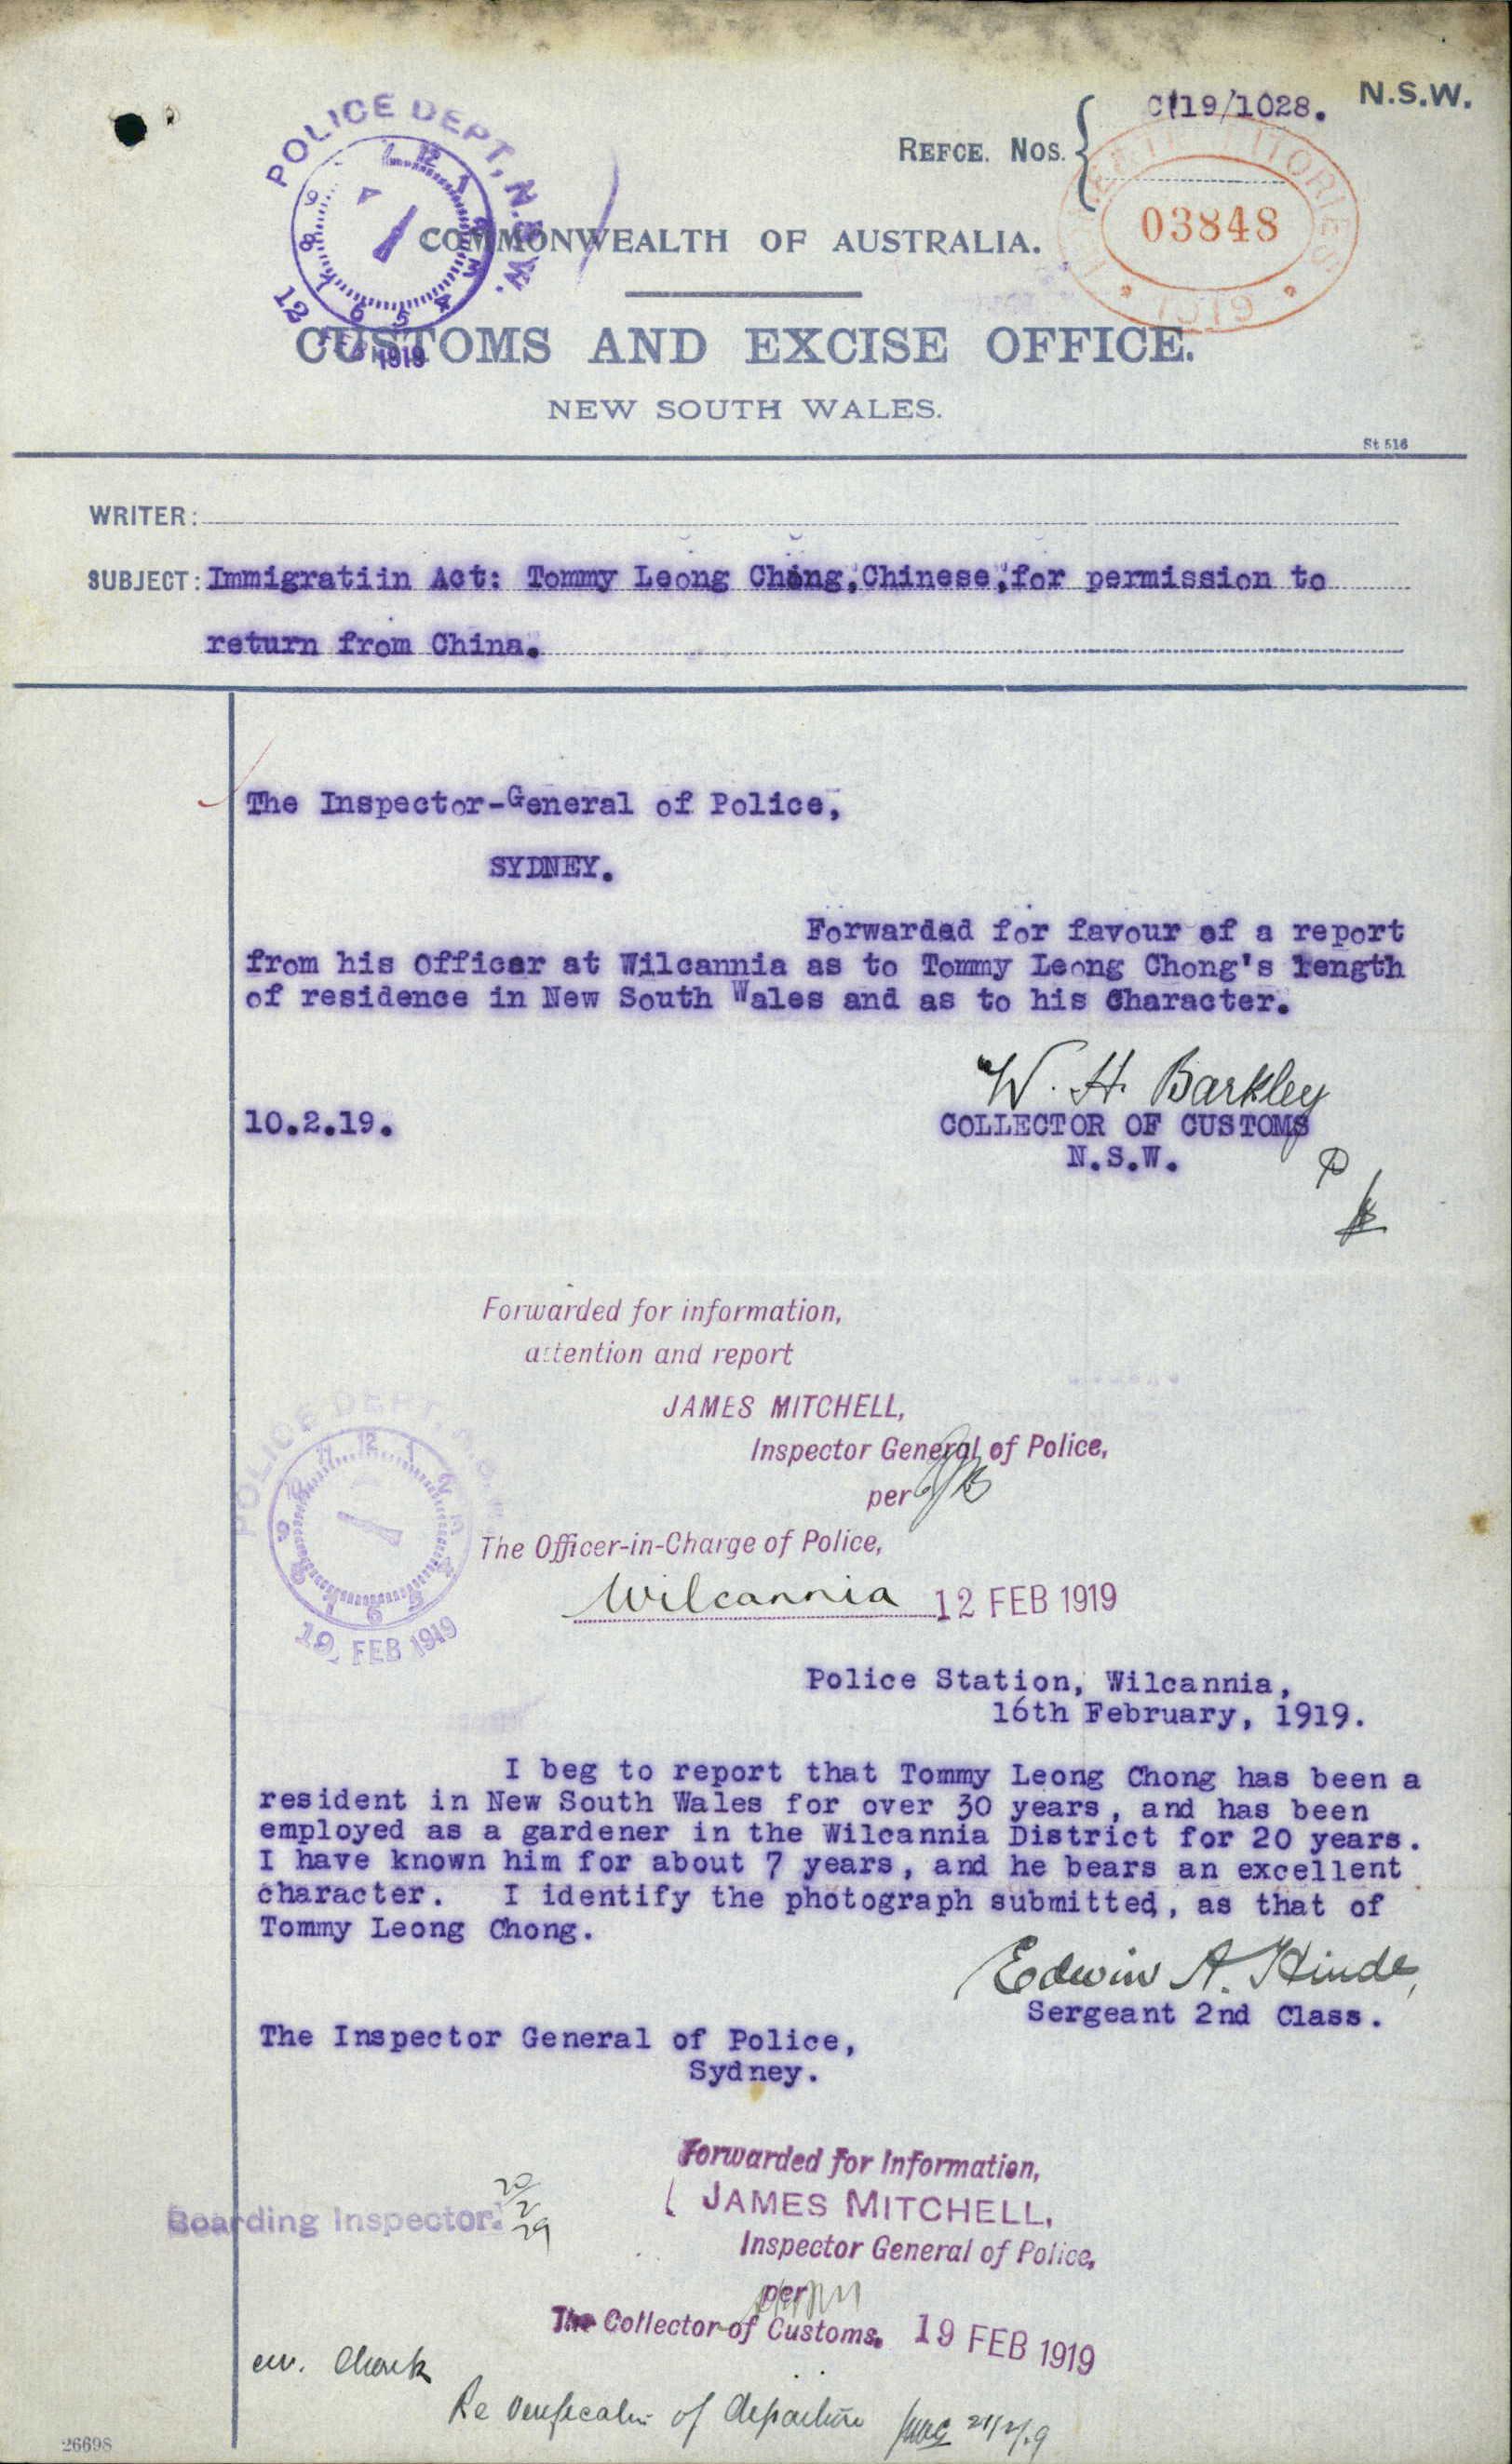 N.S.W.
C/19/1028.
REFCE. NOS.
POLICE DEPT, N.S.W.
12 FEB 1919
03848
1919
COMMONWEALTH OF AUSTRALIA.
CUSTOMS AND EXCISE OFFICE.
NEW SOUTH WALES.
St 516
WRITER:
SUBJECT: Immigratiin Act: Tommy Leong Chong, Chinese, for permission to
return from China.
The Inspector-General of Police,
SYDNEY.
Forwarded for favour of a report
from his Officer at Wilcannia as to Tommy Leong Chong's length
of residence in New South Wales and as to his Character.
W. H. Barkley
10.2.19.
COLLECTOR OF CUSTOMS
N.S.W.
Forwarded for information,
attention and report
JAMES MITCHELL,
Inspector General of Police,
per
POLICE DEPT, N.S.W.
19 FEB 1919
The Officer-in-Charge of Police,
Wilcannia 12 FEB 1919
Police Station, Wilcannia,
16th February, 1919.
I beg to report that Tommy Leong Chong has been a
resident in New South Wales for over 30 years, and has been
employed as a gardener in the Wilcannia District for 20 years.
I have known him for about 7 years, and he bears an excellent
character. I identify the photograph submitted, as that of
Tommy Leong Chong.
Edwin A. Hinde,
Sergeant 2nd Class.
The Inspector General of Police,
Sydney.
Forwarded for Information,
JAMES MITCHELL,
Inspector General of Police,
per
Boarding Inspector.
The Collector of Customs. 19 FEB 1919
Re verification of departure
26698